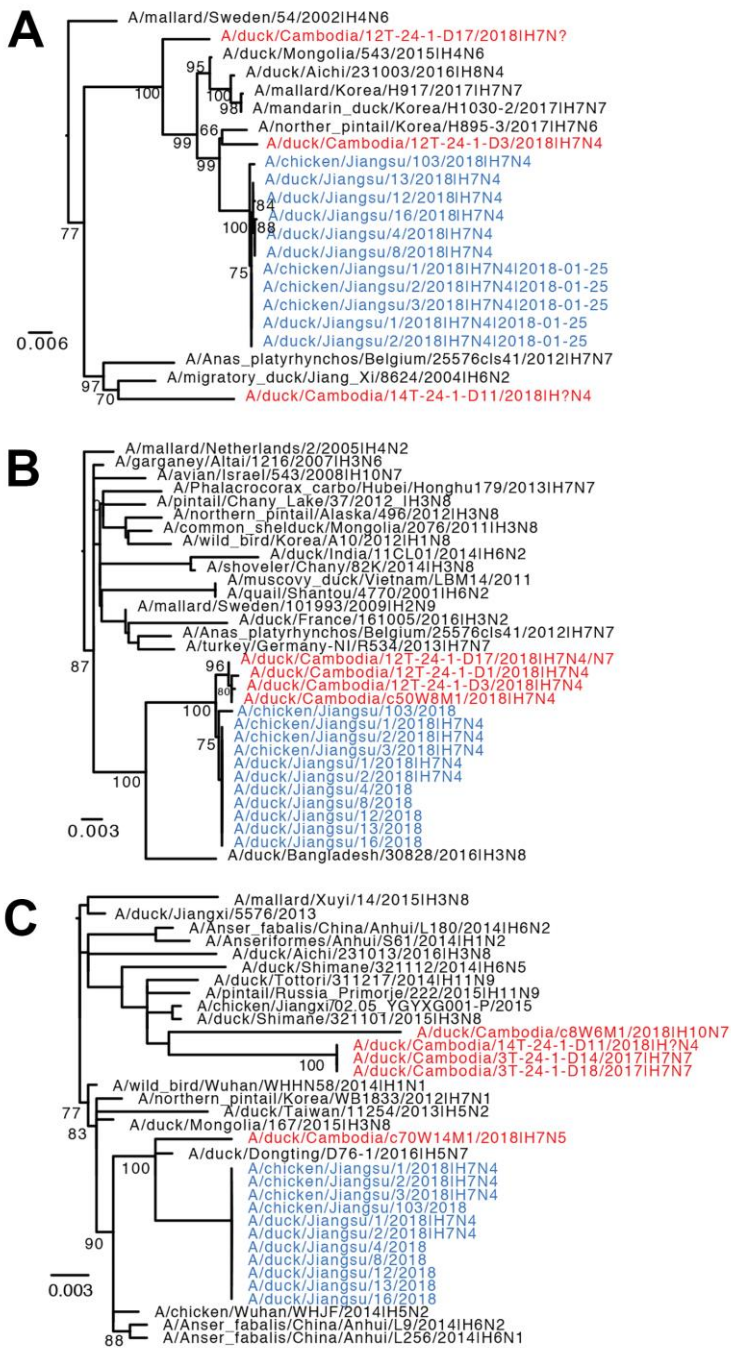 A
A/mallard/Sweden/54/2002|H4N6
A/duck/Cambodia/12T-24-1-D17/2018|H7N?
A/duck/Mongolia/543/2015|H4N6
95
A/duck/Aichi/231003/2016|H8N4
100
100
A/mallard/Korea/H917/2017|H7N7
98
A/mandarin_duck/Korea/H1030-2/2017|H7N7
66
A/norther_pintail/Korea/H895-3/2017|H7N6
99
A/duck/Cambodia/12T-24-1-D3/2018|H7N4
99
A/chicken/Jiangsu/103/2018|H7N4
A/duck/Jiangsu/13/2018|H7N4
A/duck/Jiangsu/12/2018|H7N4
84
A/duck/Jiangsu/16/2018|H7N4
100
88
A/duck/Jiangsu/4/2018|H7N4
77
A/duck/Jiangsu/8/2018|H7N4
75
A/chicken/Jiangsu/1/2018|H7N4|2018-01-25
A/chicken/Jiangsu/2/2018|H7N4|2018-01-25
A/chicken/Jiangsu/3/2018|H7N4|2018-01-25
A/duck/Jiangsu/1/2018|H7N4|2018-01-25
A/duck/Jiangsu/2/2018|H7N4|2018-01-25
0.006
A/Anas_platyrhynchos/Belgium/25576cls41/2012|H7N7
A/migratory_duck/Jiang_Xi/8624/2004|H6N2
97
70
A/duck/Cambodia/14T-24-1-D11/2018|H?N4
B
A/mallard/Netherlands/2/2005|H4N2
A/garganey/Altai/1216/2007|H3N6
A/avian/Israel/543/2008|H10N7
A/Phalacrocorax_carbo/Hubei/Honghu179/2013|H7N7
A/pintail/Chany_Lake/37/2012_|H3N8
A/northern_pintail/Alaska/496/2012|H3N8
A/common_shelduck/Mongolia/2076/2011|H3N8
A/wild_bird/Korea/A10/2012|H1N8
A/duck/India/11CL01/2014|H6N2
A/shoveler/Chany/82K/2014|H3N8
A/muscovy_duck/Vietnam/LBM14/2011
A/quail/Shantou/4770/2001|H6N2
A/mallard/Sweden/101993/2009|H2N9
A/duck/France/161005/2016|H3N2
A/Anas_platyrhynchos/Belgium/25576cls41/2012|H7N7
A/turkey/Germany-NI/R534/2013|H7N7
87
A/duck/Cambodia/12T-24-1-D17/2018|H7N4/N7
96
A/duck/Cambodia/12T-24-1-D1/2018|H7N4
80
A/duck/Cambodia/12T-24-1-D3/2018|H7N4
A/duck/Cambodia/c50W8M1/2018|H7N4
100
A/chicken/Jiangsu/103/2018
A/chicken/Jiangsu/1/2018|H7N4
A/chicken/Jiangsu/2/2018|H7N4
75
A/chicken/Jiangsu/3/2018|H7N4
A/duck/Jiangsu/1/2018|H7N4
A/duck/Jiangsu/2/2018|H7N4
100
A/duck/Jiangsu/4/2018
A/duck/Jiangsu/8/2018
A/duck/Jiangsu/12/2018
A/duck/Jiangsu/13/2018
A/duck/Jiangsu/16/2018
0.003
A/duck/Bangladesh/30828/2016|H3N8
C
A/mallard/Xuyi/14/2015|H3N8
A/duck/Jiangxi/5576/2013
A/Anser_fabalis/China/Anhui/L180/2014|H6N2
A/Anseriformes/Anhui/S61/2014|H1N2
A/duck/Aichi/231013/2016|H3N8
A/duck/Shimane/321112/2014|H6N5
A/duck/Tottori/311217/2014|H11N9
A/pintail/Russia_Primorje/222/2015|H11N9
A/chicken/Jiangxi/02.05_YGYXG001-P/2015
A/duck/Shimane/321101/2015|H3N8
A/duck/Cambodia/c8W6M1/2018|H10N7
A/duck/Cambodia/14T-24-1-D11/2018|H?N4
100
A/duck/Cambodia/3T-24-1-D14/2017|H7N7
A/duck/Cambodia/3T-24-1-D18/2017|H7N7
A/wild_bird/Wuhan/WHHN58/2014|H1N1
A/northern_pintail/Korea/WB1833/2012|H7N1
77
A/duck/Taiwan/11254/2013|H5N2
83
A/duck/Mongolia/167/2015|H3N8
A/duck/Cambodia/c70W14M1/2018|H7N5
A/duck/Dongting/D76-1/2016|H5N7
100
A/chicken/Jiangsu/1/2018|H7N4
A/chicken/Jiangsu/2/2018|H7N4
A/chicken/Jiangsu/3/2018|H7N4
A/chicken/Jiangsu/103/2018
A/duck/Jiangsu/1/2018|H7N4
A/duck/Jiangsu/2/2018|H7N4
90
A/duck/Jiangsu/4/2018
A/duck/Jiangsu/8/2018
A/duck/Jiangsu/12/2018
A/duck/Jiangsu/13/2018
A/duck/Jiangsu/16/2018
0.003
A/chicken/Wuhan/WHJF/2014|H5N2
A/Anser_fabalis/China/Anhui/L9/2014|H6N2
88
A/Anser_fabalis/China/Anhui/L256/2014|H6N1